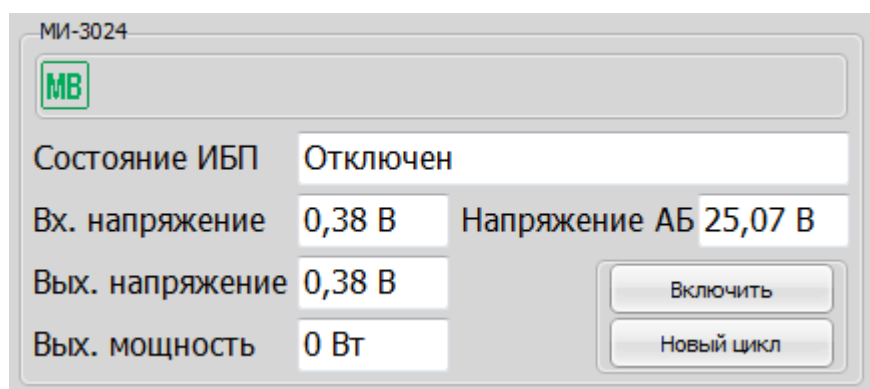 МИ-3024
MB
Состояние ИБП Отключен
Вх. напряжение 0,38 В Напряжение АБ 25,07 В
Вых. напряжение 0,38 В Включить
Вых. мощность 0 Вт Новый цикл